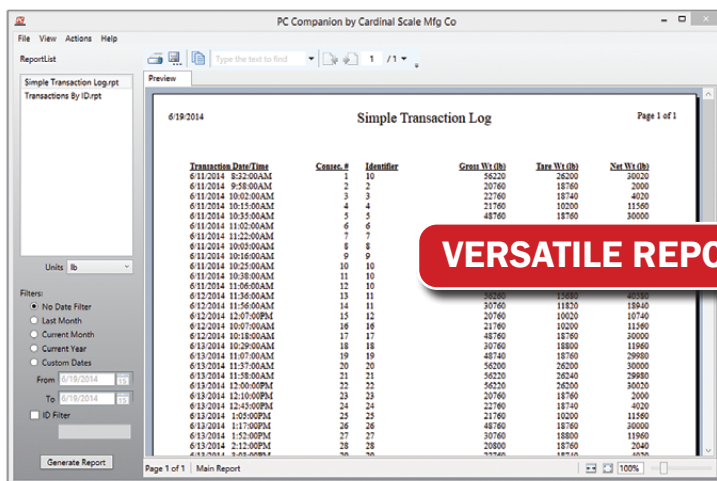 PC Companion by Cardinal Scale Mfg Co
File View Actions Help
ReportList
Type the text to find 1 /1
Simple Transaction Log.rpt
Transactions By ID.rpt
Preview
6/19/2014 Simple Transaction Log Page 1 of 1
Transaction Date/Time Consec. # Identifier Gross Wt (lb) Tare Wt (lb) Net Wt (lb)
6/11/2014 8:32:00AM 1 10 56220 26200 30020
6/11/2014 9:58:00AM 2 2 20760 18760 2000
6/11/2014 10:02:00AM 3 3 22760 18740 4020
6/11/2014 10:15:00AM 4 4 21760 10200 11560
6/11/2014 10:35:00AM 5 5 48760 18760 30000
6/11/2014 11:02:00AM 6 6
6/11/2014 11:22:00AM 7 7
6/11/2014 10:05:00AM 8 8
6/11/2014 10:16:00AM 9 9
6/11/2014 10:25:00AM 10 10
6/11/2014 10:38:00AM 11 10
6/11/2014 11:06:00AM 12 10
VERSATILE REPO
6/12/2014 11:36:00AM 13 11 56260 15680 40580
6/12/2014 11:56:00AM 14 11 30760 11820 18940
6/12/2014 12:07:00PM 15 12 20760 10020 10740
6/12/2014 10:07:00AM 16 16 21760 10200 11560
6/12/2014 10:18:00AM 17 17 48760 18760 30000
6/13/2014 10:29:00AM 18 18 30760 18800 11960
6/13/2014 11:07:00AM 19 19 48740 18760 29980
6/13/2014 11:37:00AM 20 20 56200 26200 30000
6/13/2014 11:58:00AM 21 21 56220 26240 29980
6/13/2014 12:00:00PM 22 22 56220 26200 30020
6/13/2014 12:10:00PM 23 23 20760 18760 2000
6/13/2014 12:45:00PM 24 24 22760 18740 4020
6/13/2014 1:05:00PM 25 25 21760 10200 11560
6/13/2014 1:17:00PM 26 26 48760 18760 30000
6/13/2014 1:52:00PM 27 27 30760 18800 11960
6/13/2014 2:12:00PM 28 28 20800 18760 2040
Units lb
Filters:
No Date Filter
Last Month
Current Month
Current Year
Custom Dates
From 6/19/2014 15
To 6/19/2014 15
ID Filter
Generate Report
Page 1 of 1 Main Report 100%